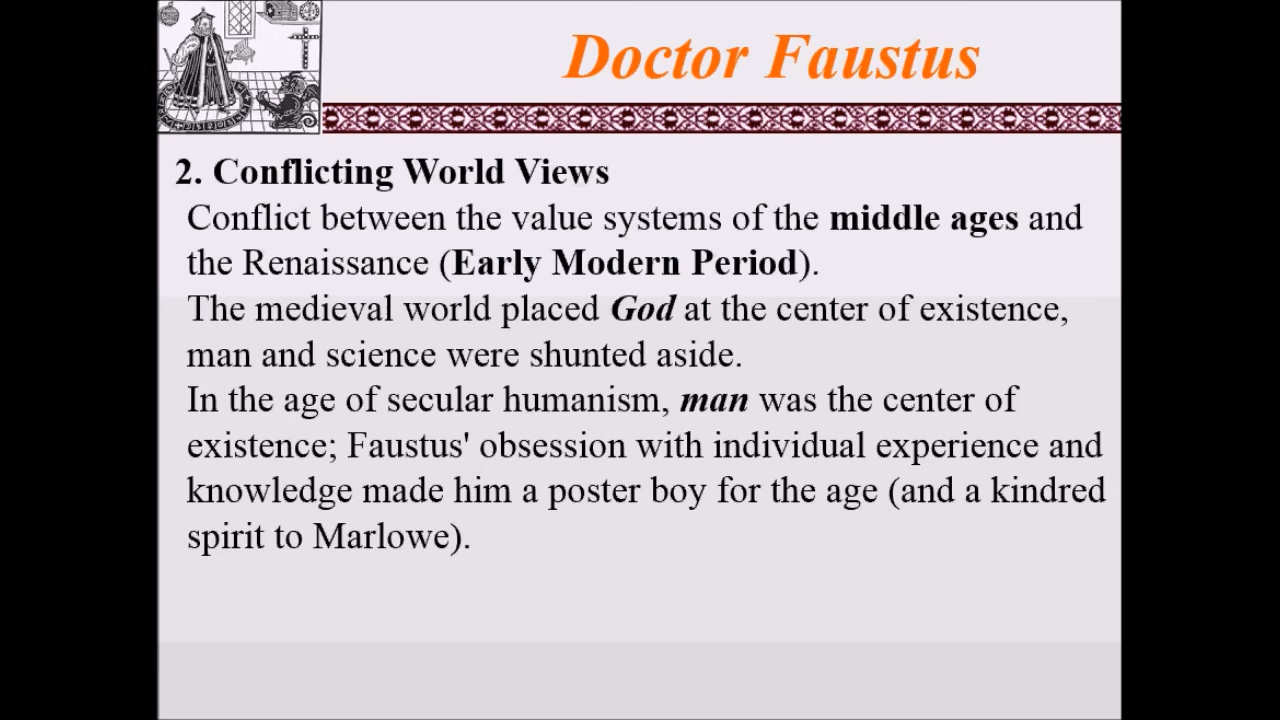 Doctor Faustus
2. Conflicting World Views
Conflict between the value systems of the middle ages and
the Renaissance (Early Modern Period).
The medieval world placed God at the center of existence,
man and science were shunted aside.
In the age of secular humanism, man was the center of
existence; Faustus' obsession with individual experience and
knowledge made him a poster boy for the age (and a kindred
spirit to Marlowe).